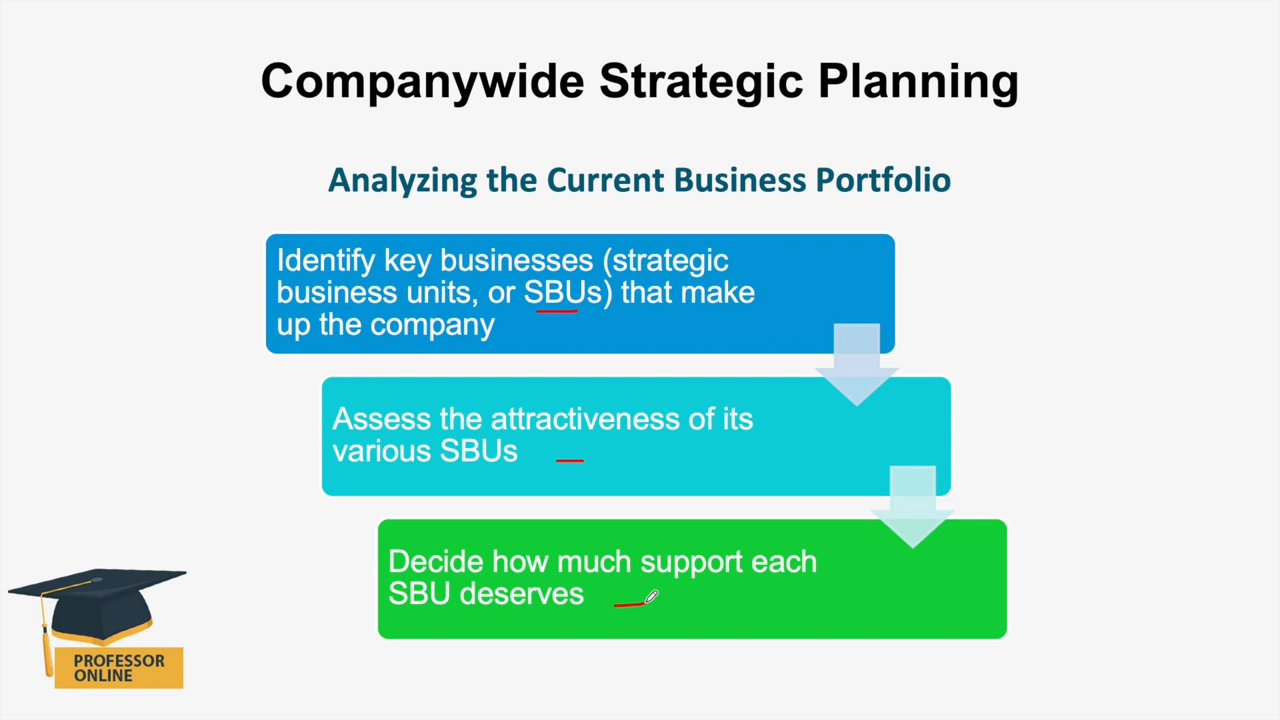 Companywide Strategic Planning
Analyzing the Current Business Portfolio
Identify key businesses (strategic
business units, or SBUs) that make
up the company
Assess the attractiveness of its
various SBUs
Decide how much support each
SBU deserves
PROFESSOR
ONLINE